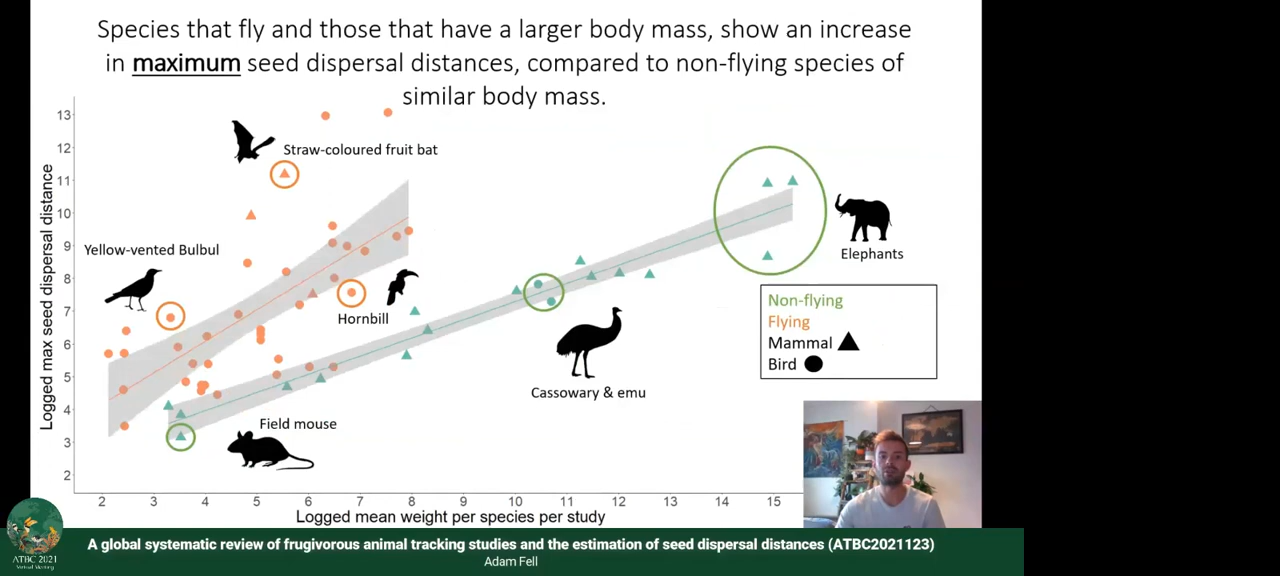 Species that fly and those that have a larger body mass, show an increase
in maximum seed dispersal distances, compared to non-flying species of
similar body mass.
13
12
11
10
9
8
7
6
5
4
3
2
Logged max seed dispersal distance
Straw-coloured fruit bat
Yellow-vented Bulbul
Hornbill
Elephants
Cassowary & emu
Field mouse
Non-flying
Flying
Mammal
Bird
2 3 4 5 6 7 8 9 10 11 12 13 14 15
Logged mean weight per species per study
ATBC 2021
Virtual Meeting
A global systematic review of frugivorous animal tracking studies and the estimation of seed dispersal distances (ATBC2021123)
Adam Fell